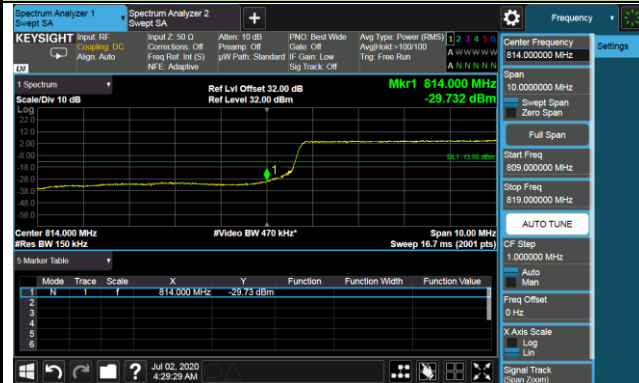 Spectrum Analyzer 1
Swept SA
Spectrum Analyzer 2
Swept SA
+
Frequency
KEYSIGHT
Input: RF
Coupling: DC
Align: Auto
Input Z: 50 Ω
Corrections: Off
Freq Ref: Int (S)
NFE: Adaptive
Atten: 10 dB
Preamp: Off
µW Path: Standard
PNO: Best Wide
Gate: Off
IF Gain: Low
Sig Track: Off
Avg Type: Power (RMS)
Avg|Hold:>100/100
Trig: Free Run
1 2 3 4 5 6
A W W W W W
A N N N N N
LXI
1 Spectrum
Scale/Div 10 dB
Log
Ref Lvl Offset 32.00 dB
Ref Level 32.00 dBm
Mkr1 814.000 MHz
-29.732 dBm
22.0
12.0
2.00
-8.00
-18.0
-28.0
-38.0
-48.0
-58.0
DL1 -13.00 dBm
1
Center 814.000 MHz
#Res BW 150 kHz
#Video BW 470 kHz*
Span 10.00 MHz
Sweep 16.7 ms (2001 pts)
5 Marker Table
Mode Trace Scale X Y Function Function Width Function Value
1 N 1 f 814.000 MHz -29.73 dBm
2
3
4
5
6
Jul 02, 2020
4:29:29 AM
Center Frequency
814.000000 MHz
Settings
Span
10.0000000 MHz
Swept Span
Zero Span
Full Span
Start Freq
809.000000 MHz
Stop Freq
819.000000 MHz
AUTO TUNE
CF Step
1.000000 MHz
Auto
Man
Freq Offset
0 Hz
X Axis Scale
Log
Lin
Signal Track
(Span Zoom)